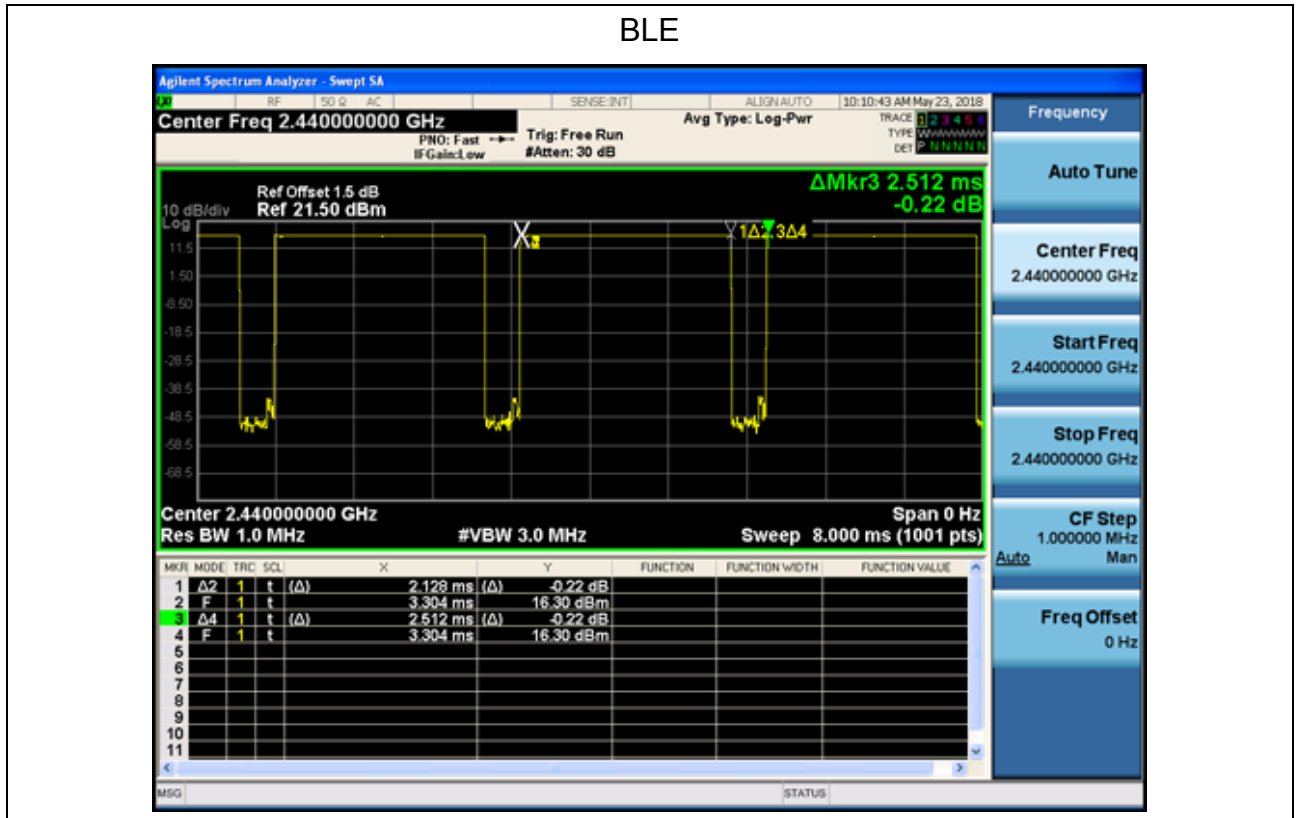 BLE
Agilent Spectrum Analyzer - Swept SA
LXI RF 50 Ω AC SENSE:INT ALIGN AUTO 10:10:43 AM May 23, 2018
Center Freq 2.440000000 GHz
PNO: Fast
IFGain:Low
Trig: Free Run
#Atten: 30 dB
Avg Type: Log-Pwr
TRACE 1 2 3 4 5 6
TYPE
DET P N N N N N
ΔMkr3 2.512 ms
-0.22 dB
Ref Offset 1.5 dB
10 dB/div Ref 21.50 dBm
Log
1Δ2 3Δ4
11.5
1.50
-8.50
-18.5
-28.5
-38.5
-48.5
-58.5
-68.5
Center 2.440000000 GHz Span 0 Hz
Res BW 1.0 MHz #VBW 3.0 MHz Sweep 8.000 ms (1001 pts)
MKR MODE TRC SCL X Y FUNCTION FUNCTION WIDTH FUNCTION VALUE
1 Δ2 1 t (Δ) 2.128 ms (Δ) -0.22 dB
2 F 1 t 3.304 ms 16.30 dBm
3 Δ4 1 t (Δ) 2.512 ms (Δ) -0.22 dB
4 F 1 t 3.304 ms 16.30 dBm
5
6
7
8
9
10
11
MSG STATUS
Frequency
Auto Tune
Center Freq
2.440000000 GHz
Start Freq
2.440000000 GHz
Stop Freq
2.440000000 GHz
CF Step
1.000000 MHz
Auto Man
Freq Offset
0 Hz